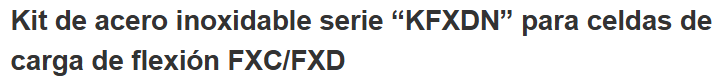 Kit de acero inoxidable serie “KFXDN” para celdas de
carga de flexión FXC/FXD